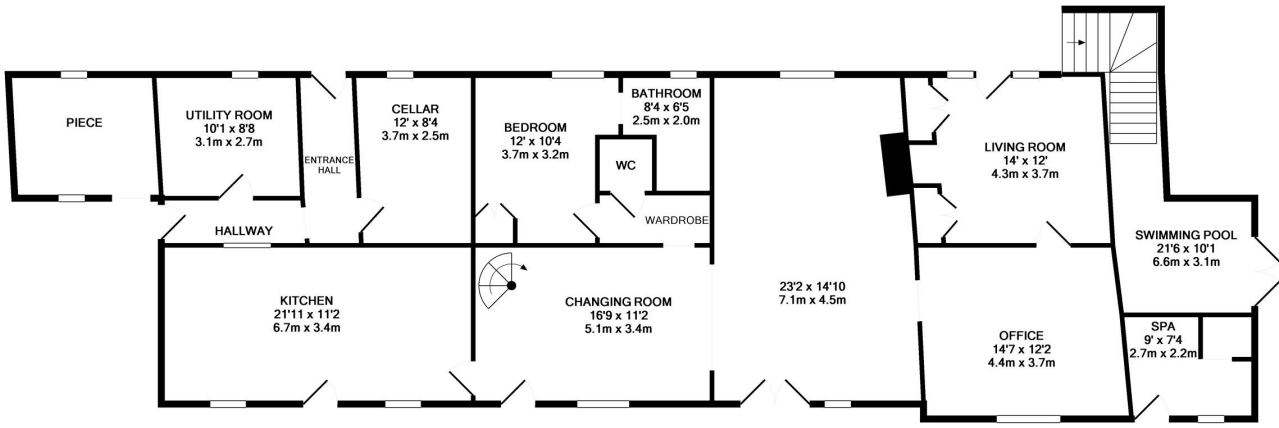 PIECE
UTILITY ROOM
10'1 x 8'8
3.1m x 2.7m
ENTRANCE
HALL
CELLAR
12' x 8'4
3.7m x 2.5m
HALLWAY
BEDROOM
12' x 10'4
3.7m x 3.2m
BATHROOM
8'4 x 6'5
2.5m x 2.0m
WC
WARDROBE
KITCHEN
21'11 x 11'2
6.7m x 3.4m
CHANGING ROOM
16'9 x 11'2
5.1m x 3.4m
23'2 x 14'10
7.1m x 4.5m
LIVING ROOM
14' x 12'
4.3m x 3.7m
OFFICE
14'7 x 12'2
4.4m x 3.7m
SWIMMING POOL
21'6 x 10'1
6.6m x 3.1m
SPA
9' x 7'4
2.7m x 2.2m